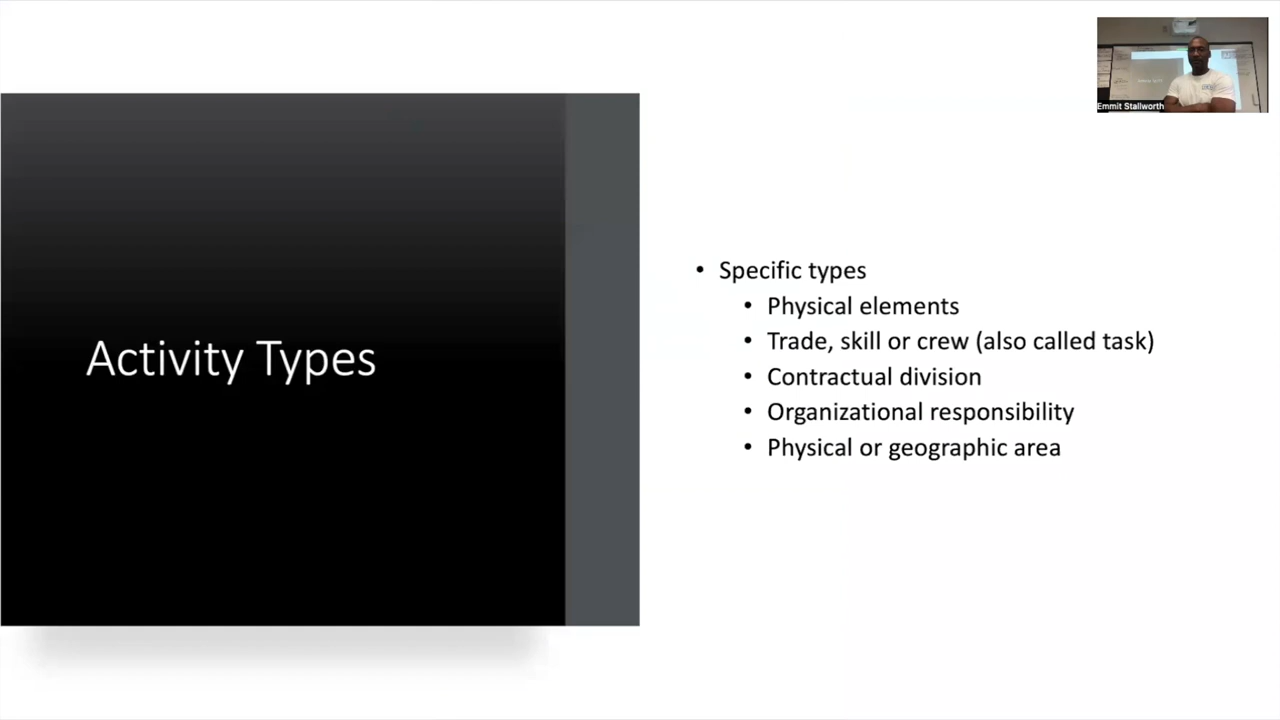 Emmit Stallworth
Activity Types
• Specific types
• Physical elements
• Trade, skill or crew (also called task)
• Contractual division
• Organizational responsibility
• Physical or geographic area